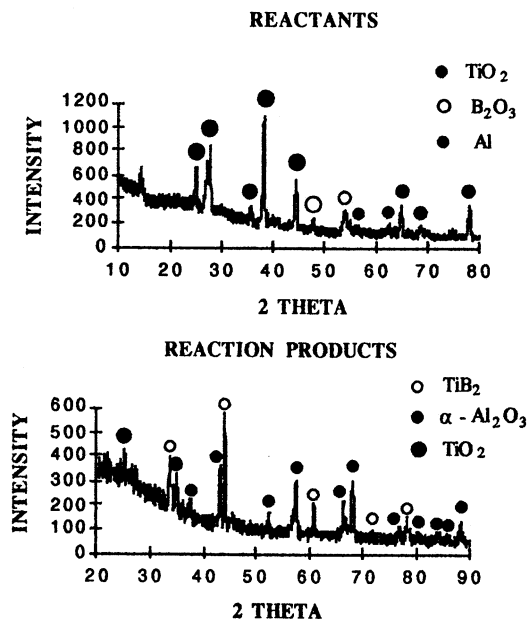 REACTANTS
TiO2
B2O3
Al
1200
1000
800
600
400
200
0
INTENSITY
10 20 30 40 50 60 70 80
2 THETA
REACTION PRODUCTS
TiB2
α - Al2O3
TiO2
600
500
400
300
200
100
0
INTENSITY
20 30 40 50 60 70 80 90
2 THETA